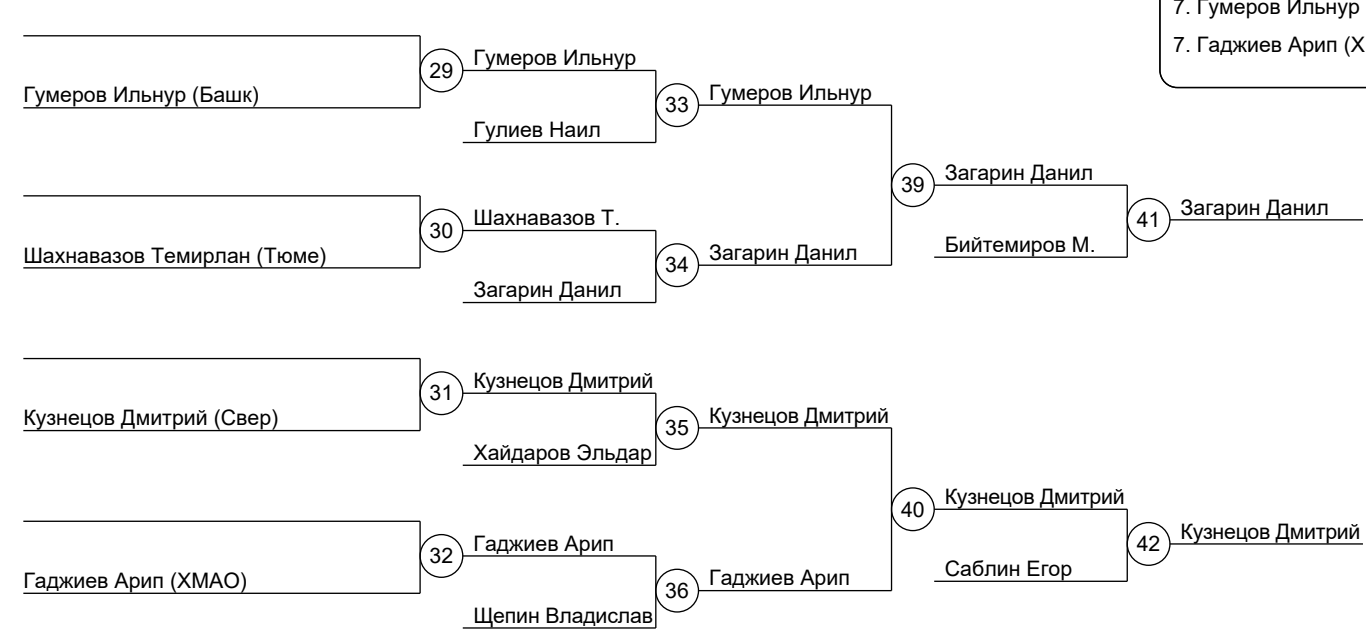 7. Гумеров Ильнур
7. Гаджиев Арип (Х
Гумеров Ильнур (Башк)
29
Гумеров Ильнур
Гулиев Наил
33
Гумеров Ильнур
Шахнавазов Темирлан (Тюме)
30
Шахнавазов Т.
Загарин Данил
34
Загарин Данил
39
Загарин Данил
Бийтемиров М.
41
Загарин Данил
Кузнецов Дмитрий (Свер)
31
Кузнецов Дмитрий
Хайдаров Эльдар
35
Кузнецов Дмитрий
Гаджиев Арип (ХМАО)
32
Гаджиев Арип
Щепин Владислав
36
Гаджиев Арип
40
Кузнецов Дмитрий
Саблин Егор
42
Кузнецов Дмитрий